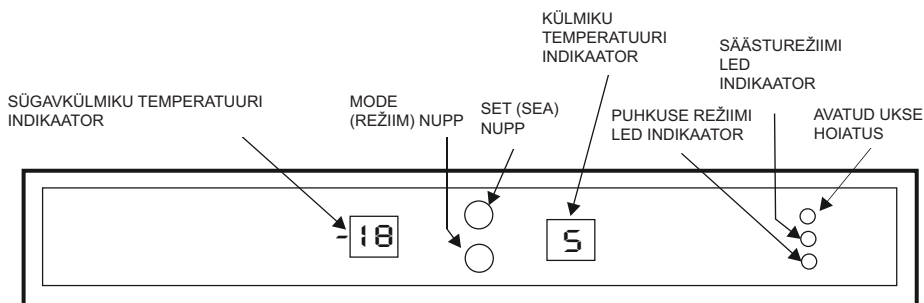 KÜLMIKU
TEMPERATUURI
INDIKAATOR
SÄÄSTUREŽIIMI
LED
INDIKAATOR
SÜGAVKÜLMIKU TEMPERATUURI
INDIKAATOR
MODE
(REŽIIM) NUPP
SET (SEA)
NUPP
PUHKUSE REŽIIMI
LED INDIKAATOR
AVATUD UKSE
HOIATUS
-18
5